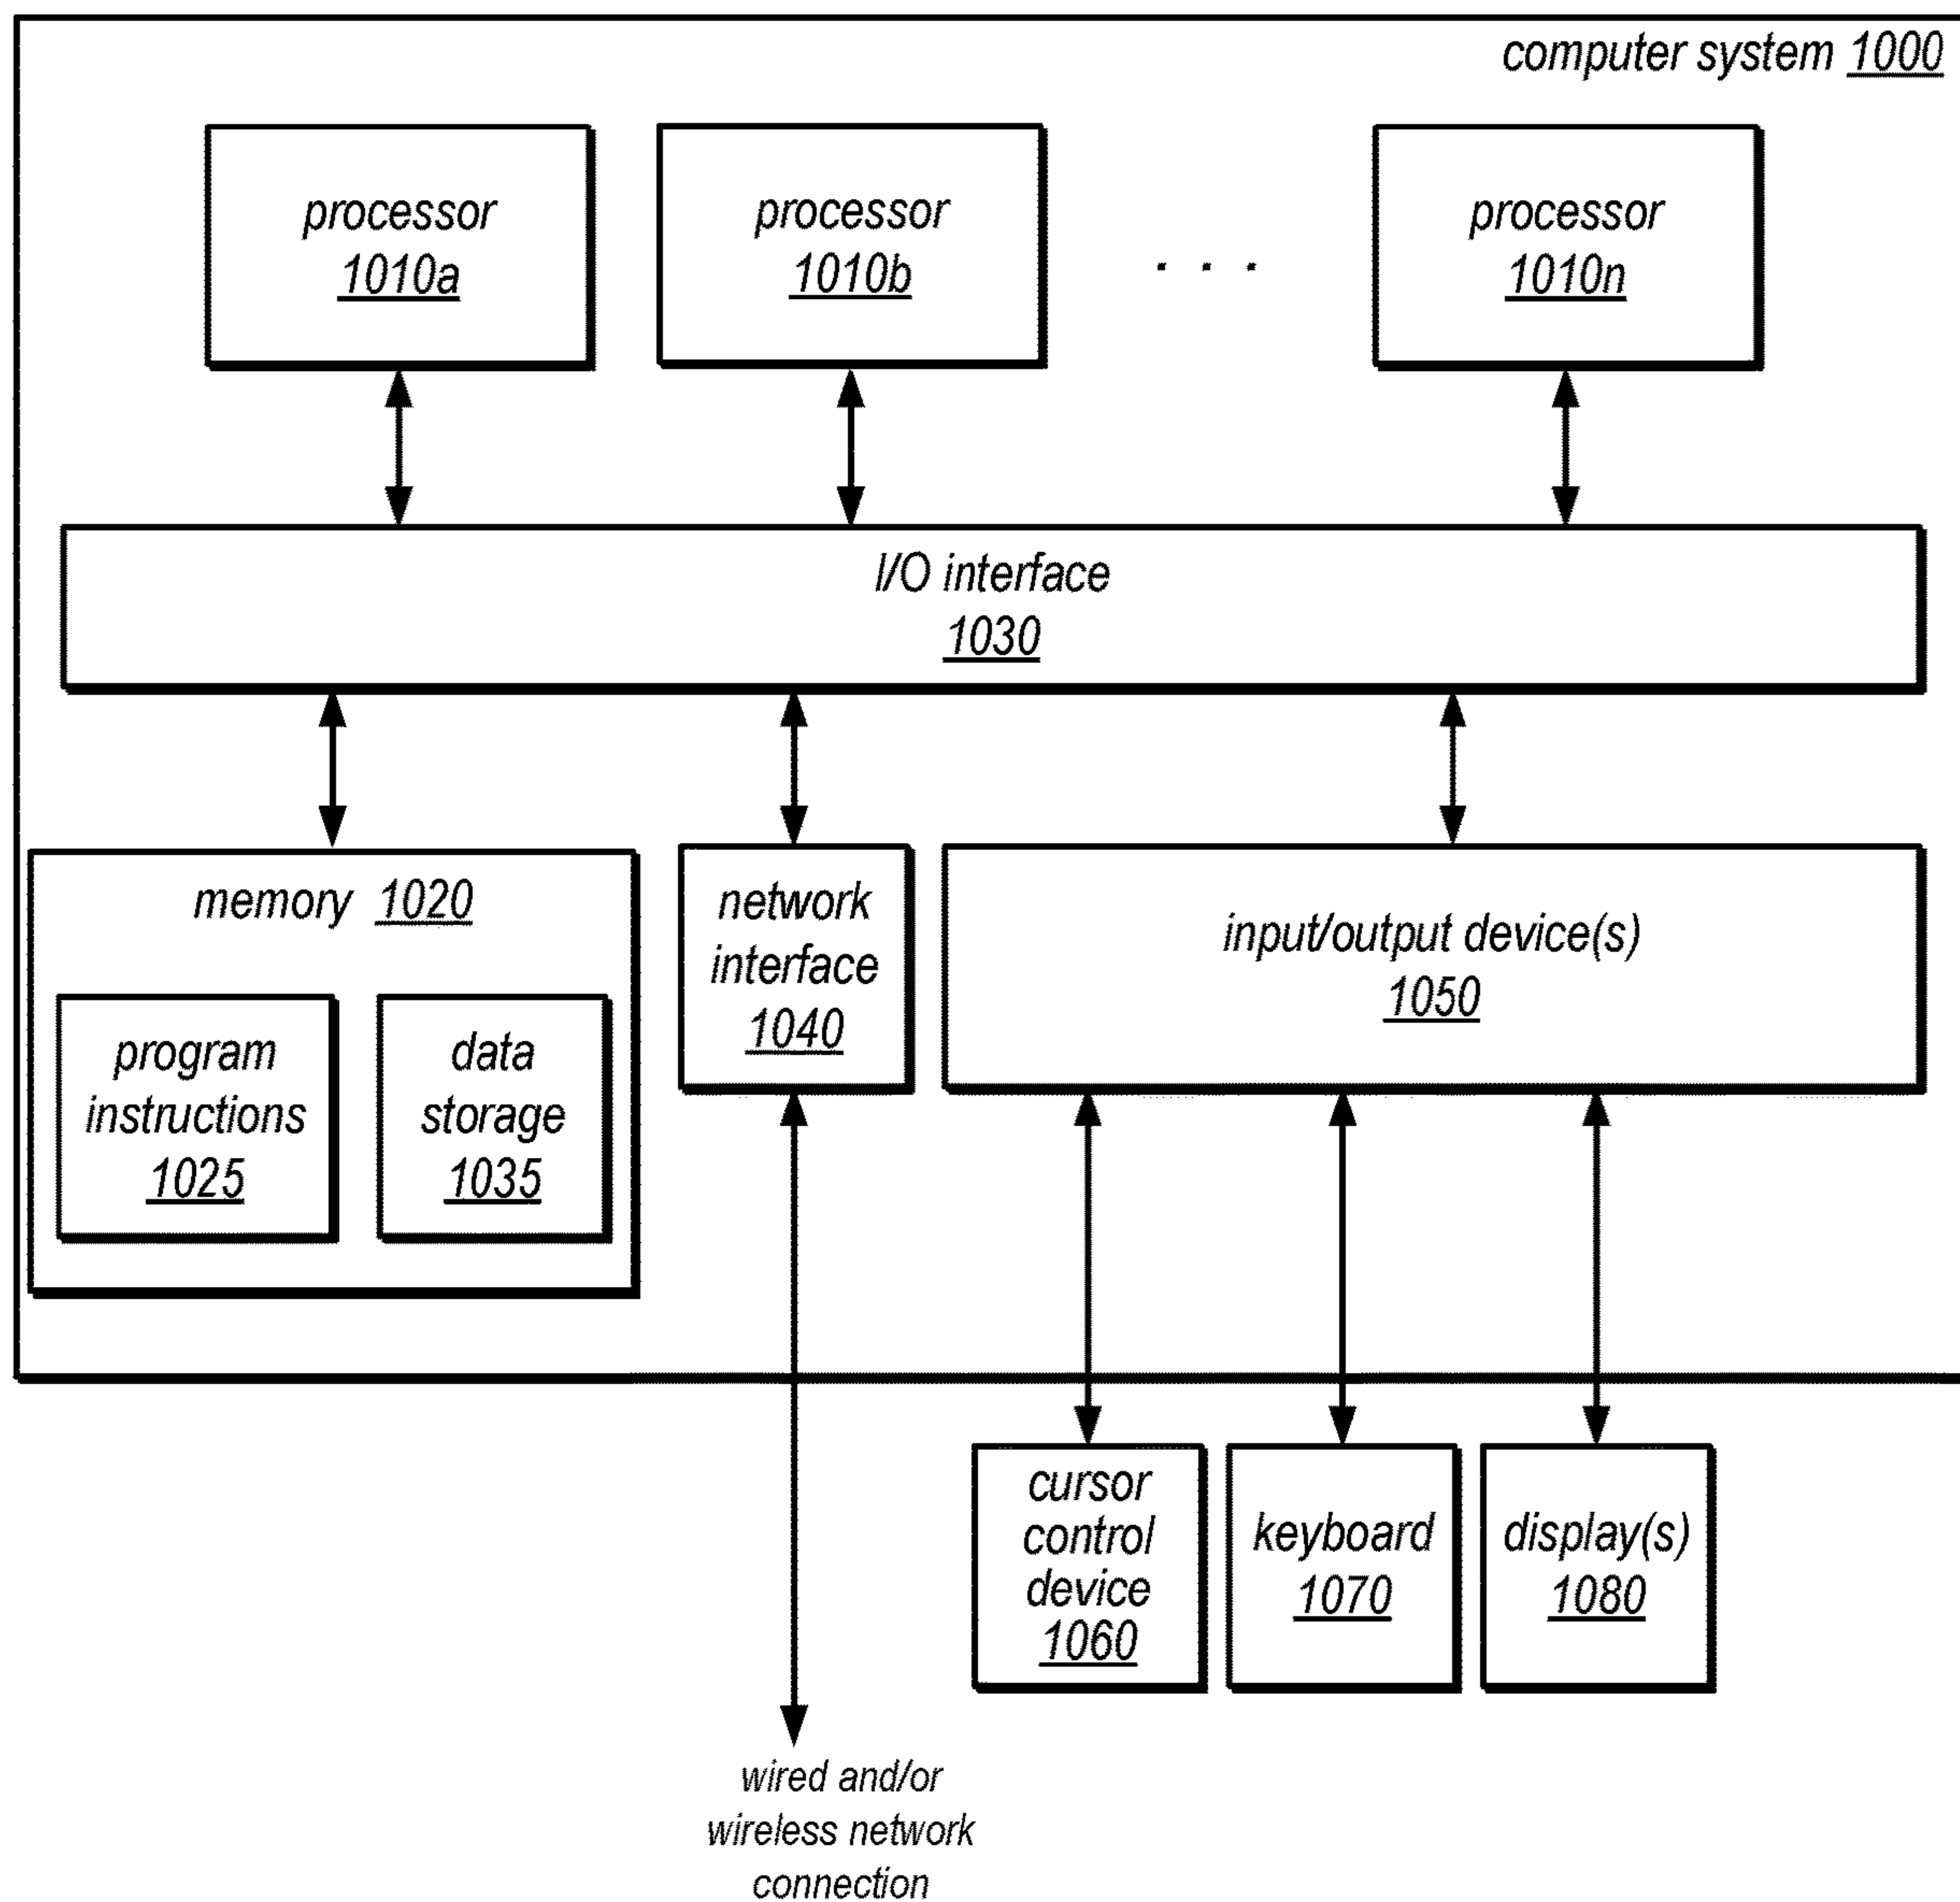 computer system 1000
processor
1010a
processor
1010b
. . .
processor
1010n
I/O interface
1030
memory 1020
program
instructions
1025
data
storage
1035
network
interface
1040
input/output device(s)
1050
cursor
control
device
1060
keyboard
1070
display(s)
1080
wired and/or
wireless network
connection